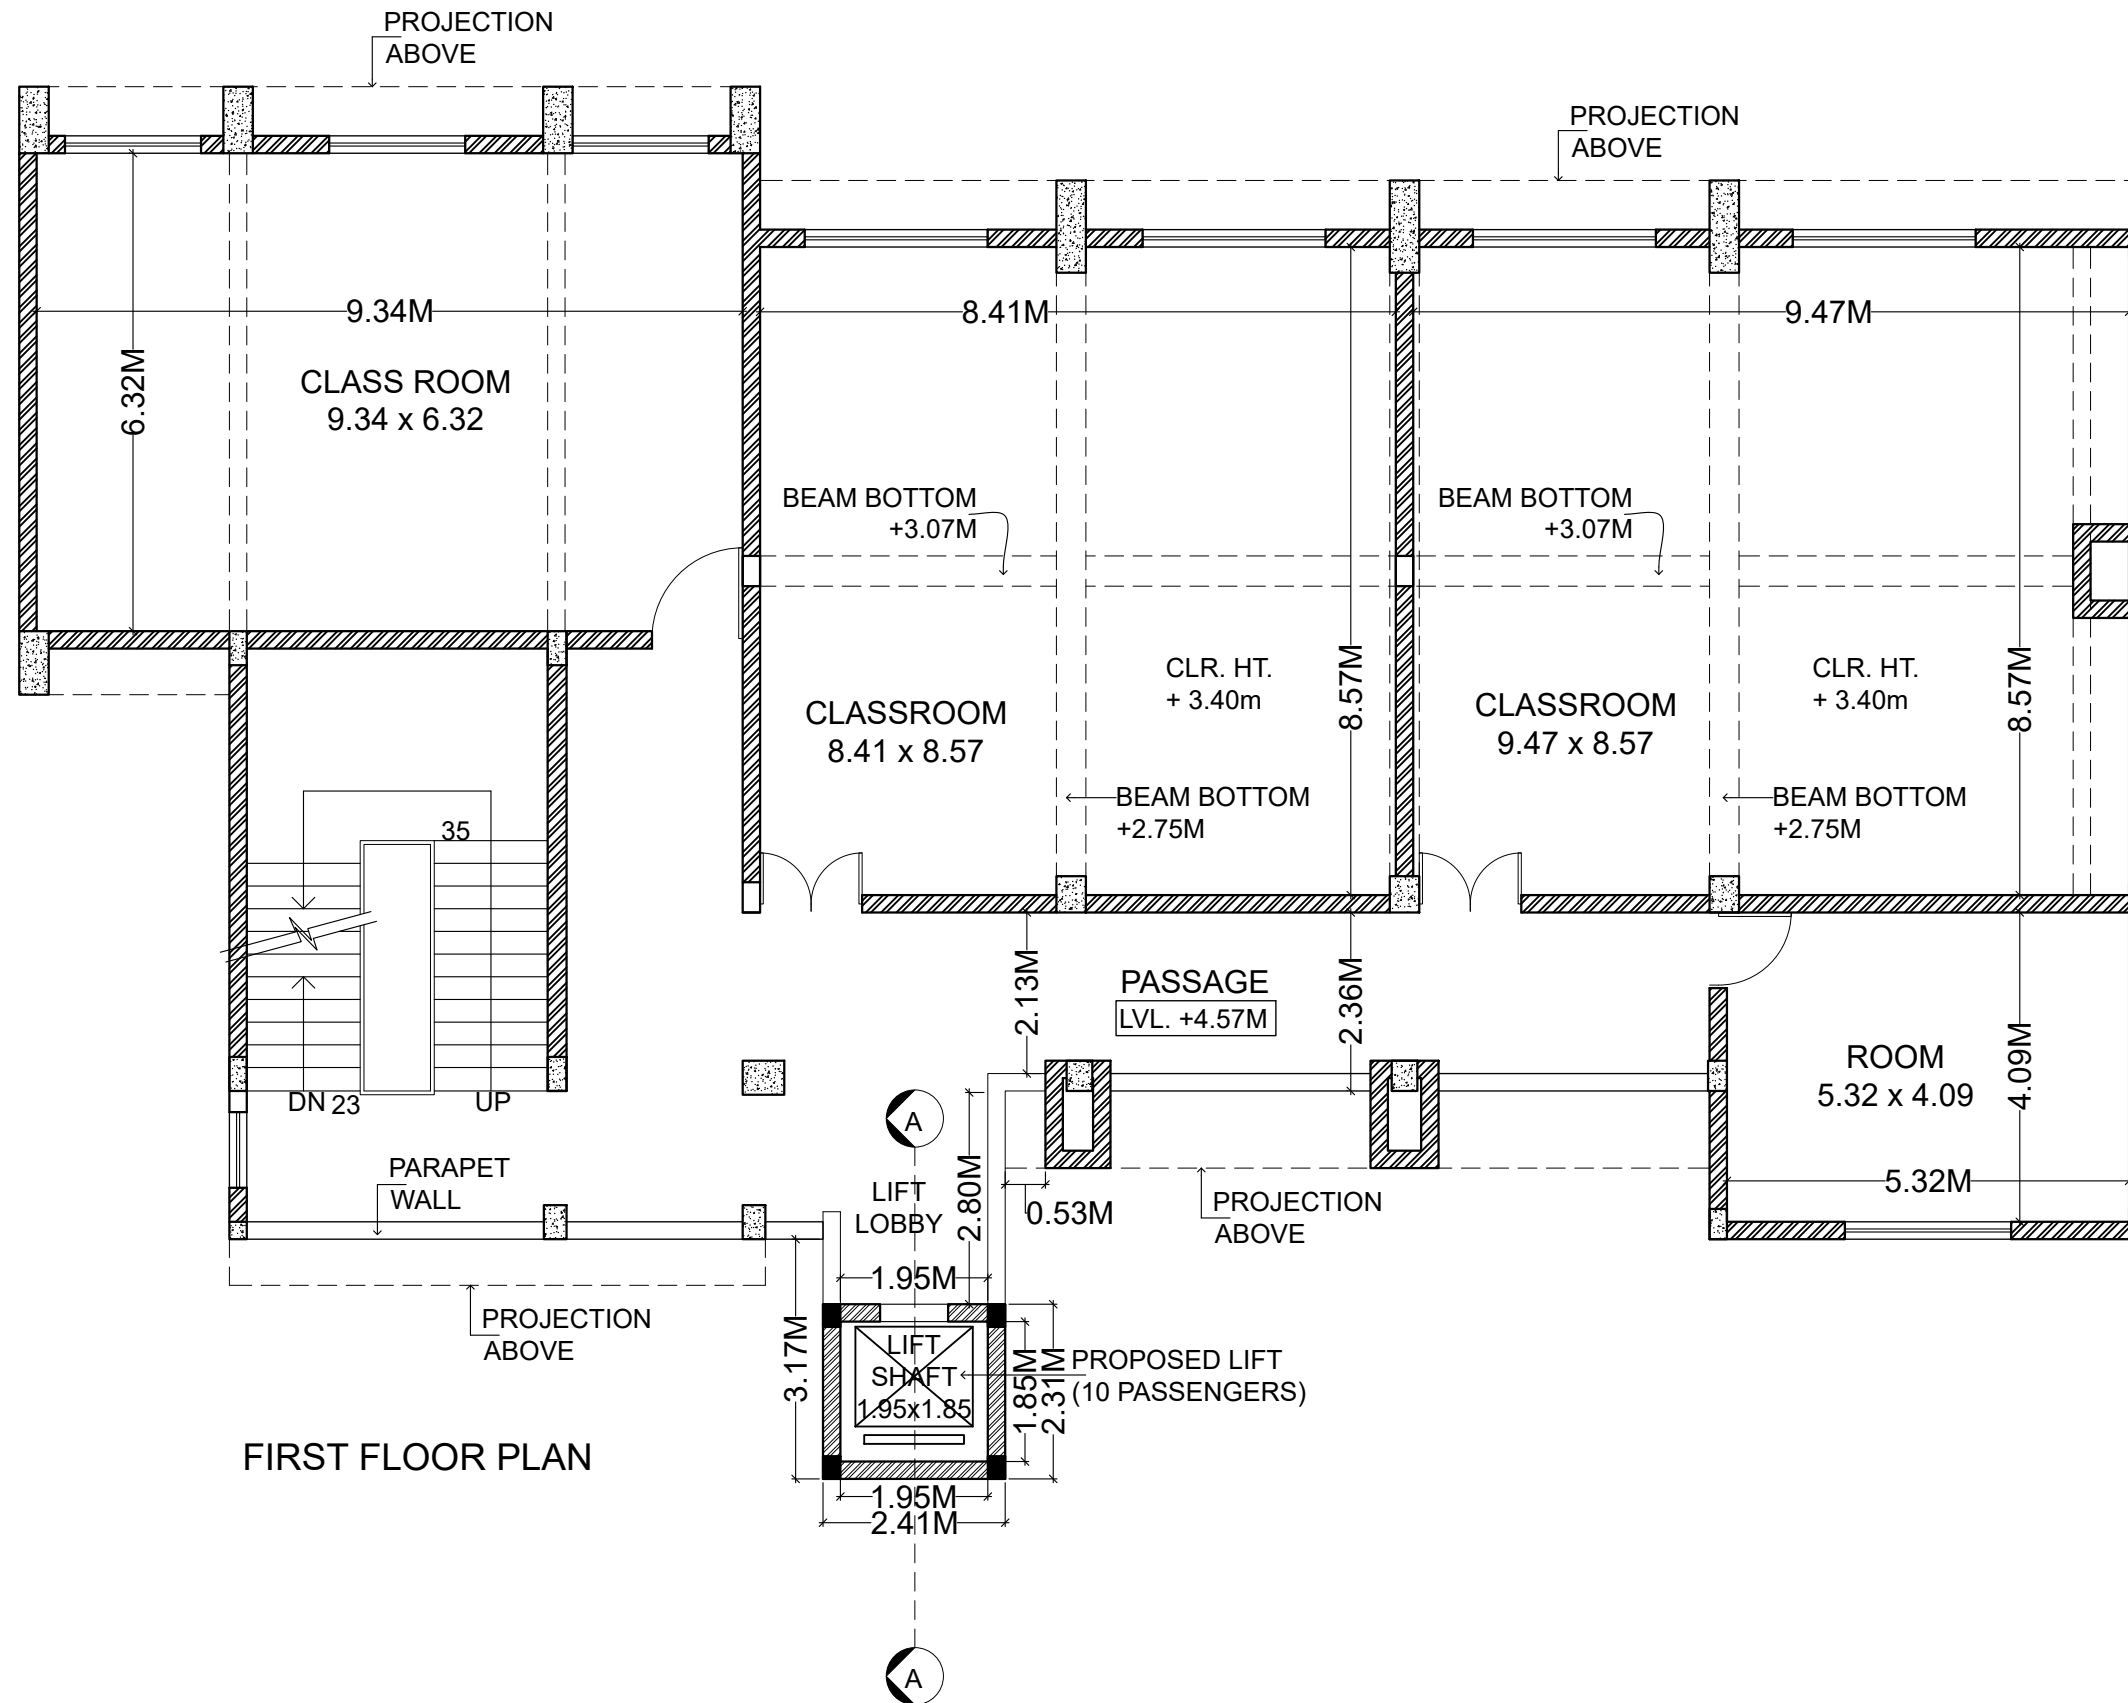 PROJECTION
ABOVE
PROJECTION
ABOVE
9.34M
8.41M
9.47M
6.32M
CLASS ROOM
9.34 x 6.32
BEAM BOTTOM
+3.07M
BEAM BOTTOM
+3.07M
CLR. HT.
+ 3.40m
8.57M
CLR. HT.
+ 3.40m
8.57M
CLASSROOM
8.41 x 8.57
CLASSROOM
9.47 x 8.57
BEAM BOTTOM
+2.75M
BEAM BOTTOM
+2.75M
35
2.13M
PASSAGE
LVL. +4.57M
2.36M
ROOM
5.32 x 4.09
4.09M
DN 23
UP
A
PARAPET
WALL
LIFT
LOBBY
2.80M
0.53M
PROJECTION
ABOVE
5.32M
1.95M
PROJECTION
ABOVE
3.17M
LIFT
SHAFT
1.95x1.85
1.85M
2.31M
PROPOSED LIFT
(10 PASSENGERS)
FIRST FLOOR PLAN
1.95M
2.41M
A